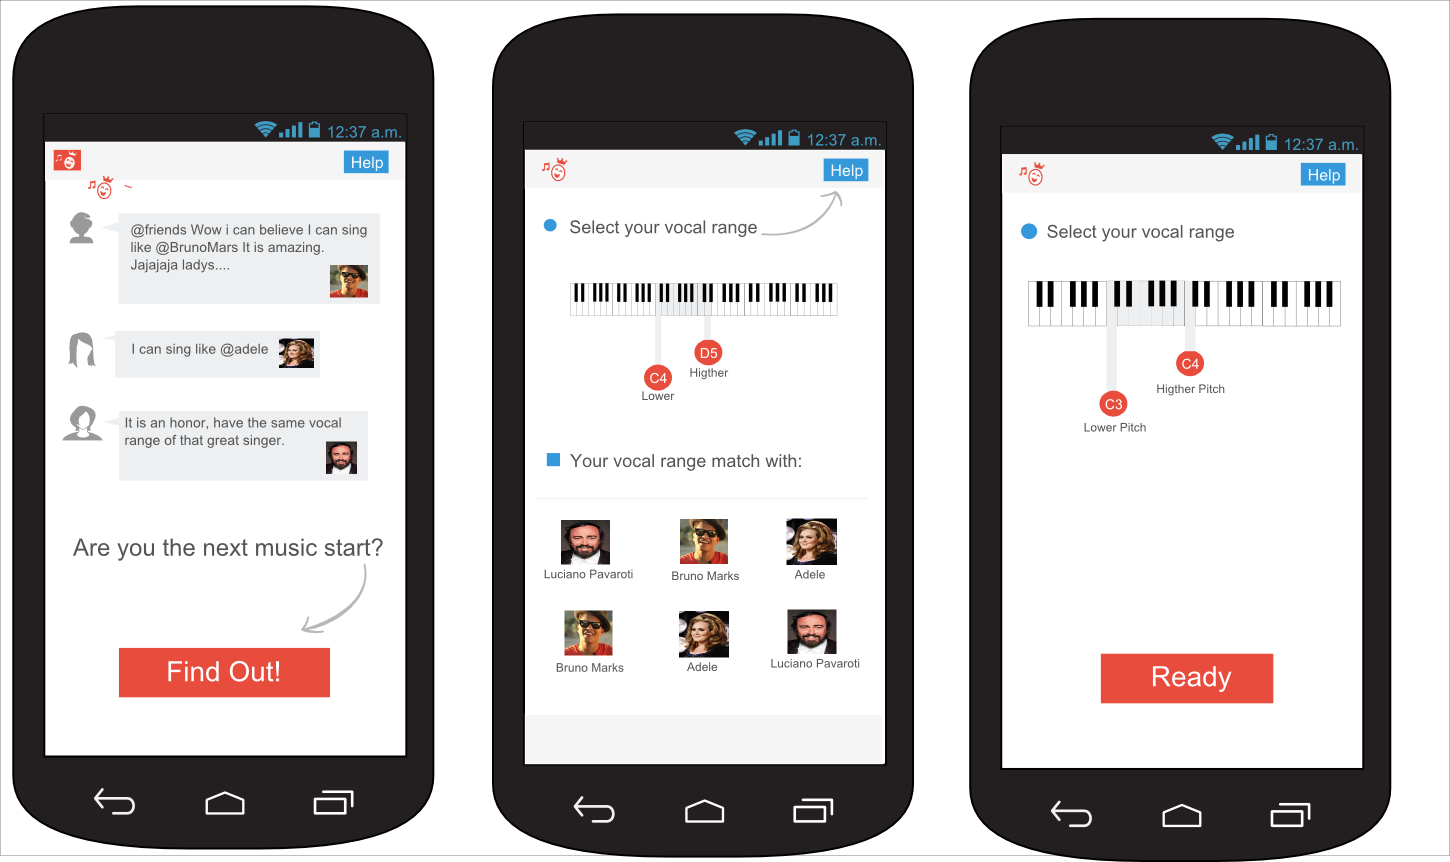 12:37 a.m.
Help
@friends Wow i can believe I can sing
like @BrunoMars It is amazing.
Jajajaja ladys....
I can sing like @adele
It is an honor, have the same vocal
range of that great singer.
Are you the next music start?
Find Out!
12:37 a.m.
Help
Select your vocal range
D5
Higther
C4
Lower
Your vocal range match with:
Luciano Pavaroti
Bruno Marks
Adele
Bruno Marks
Adele
Luciano Pavaroti
12:37 a.m.
Help
Select your vocal range
C4
Higther Pitch
C3
Lower Pitch
Ready